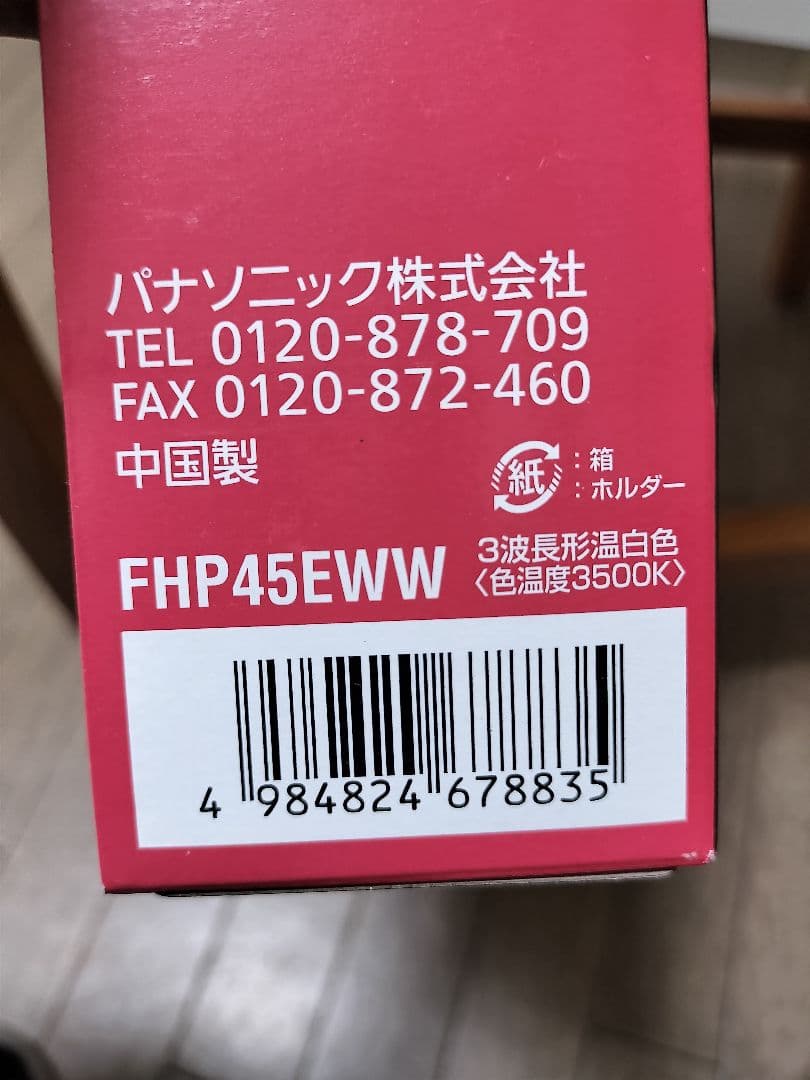 パナソニック株式会社
TEL 0120-878-709
FAX 0120-872-460
中国製
紙 : 箱
: ホルダー
FHP45EWW
3波長形温白色
〈色温度3500K〉
4 984824 678835